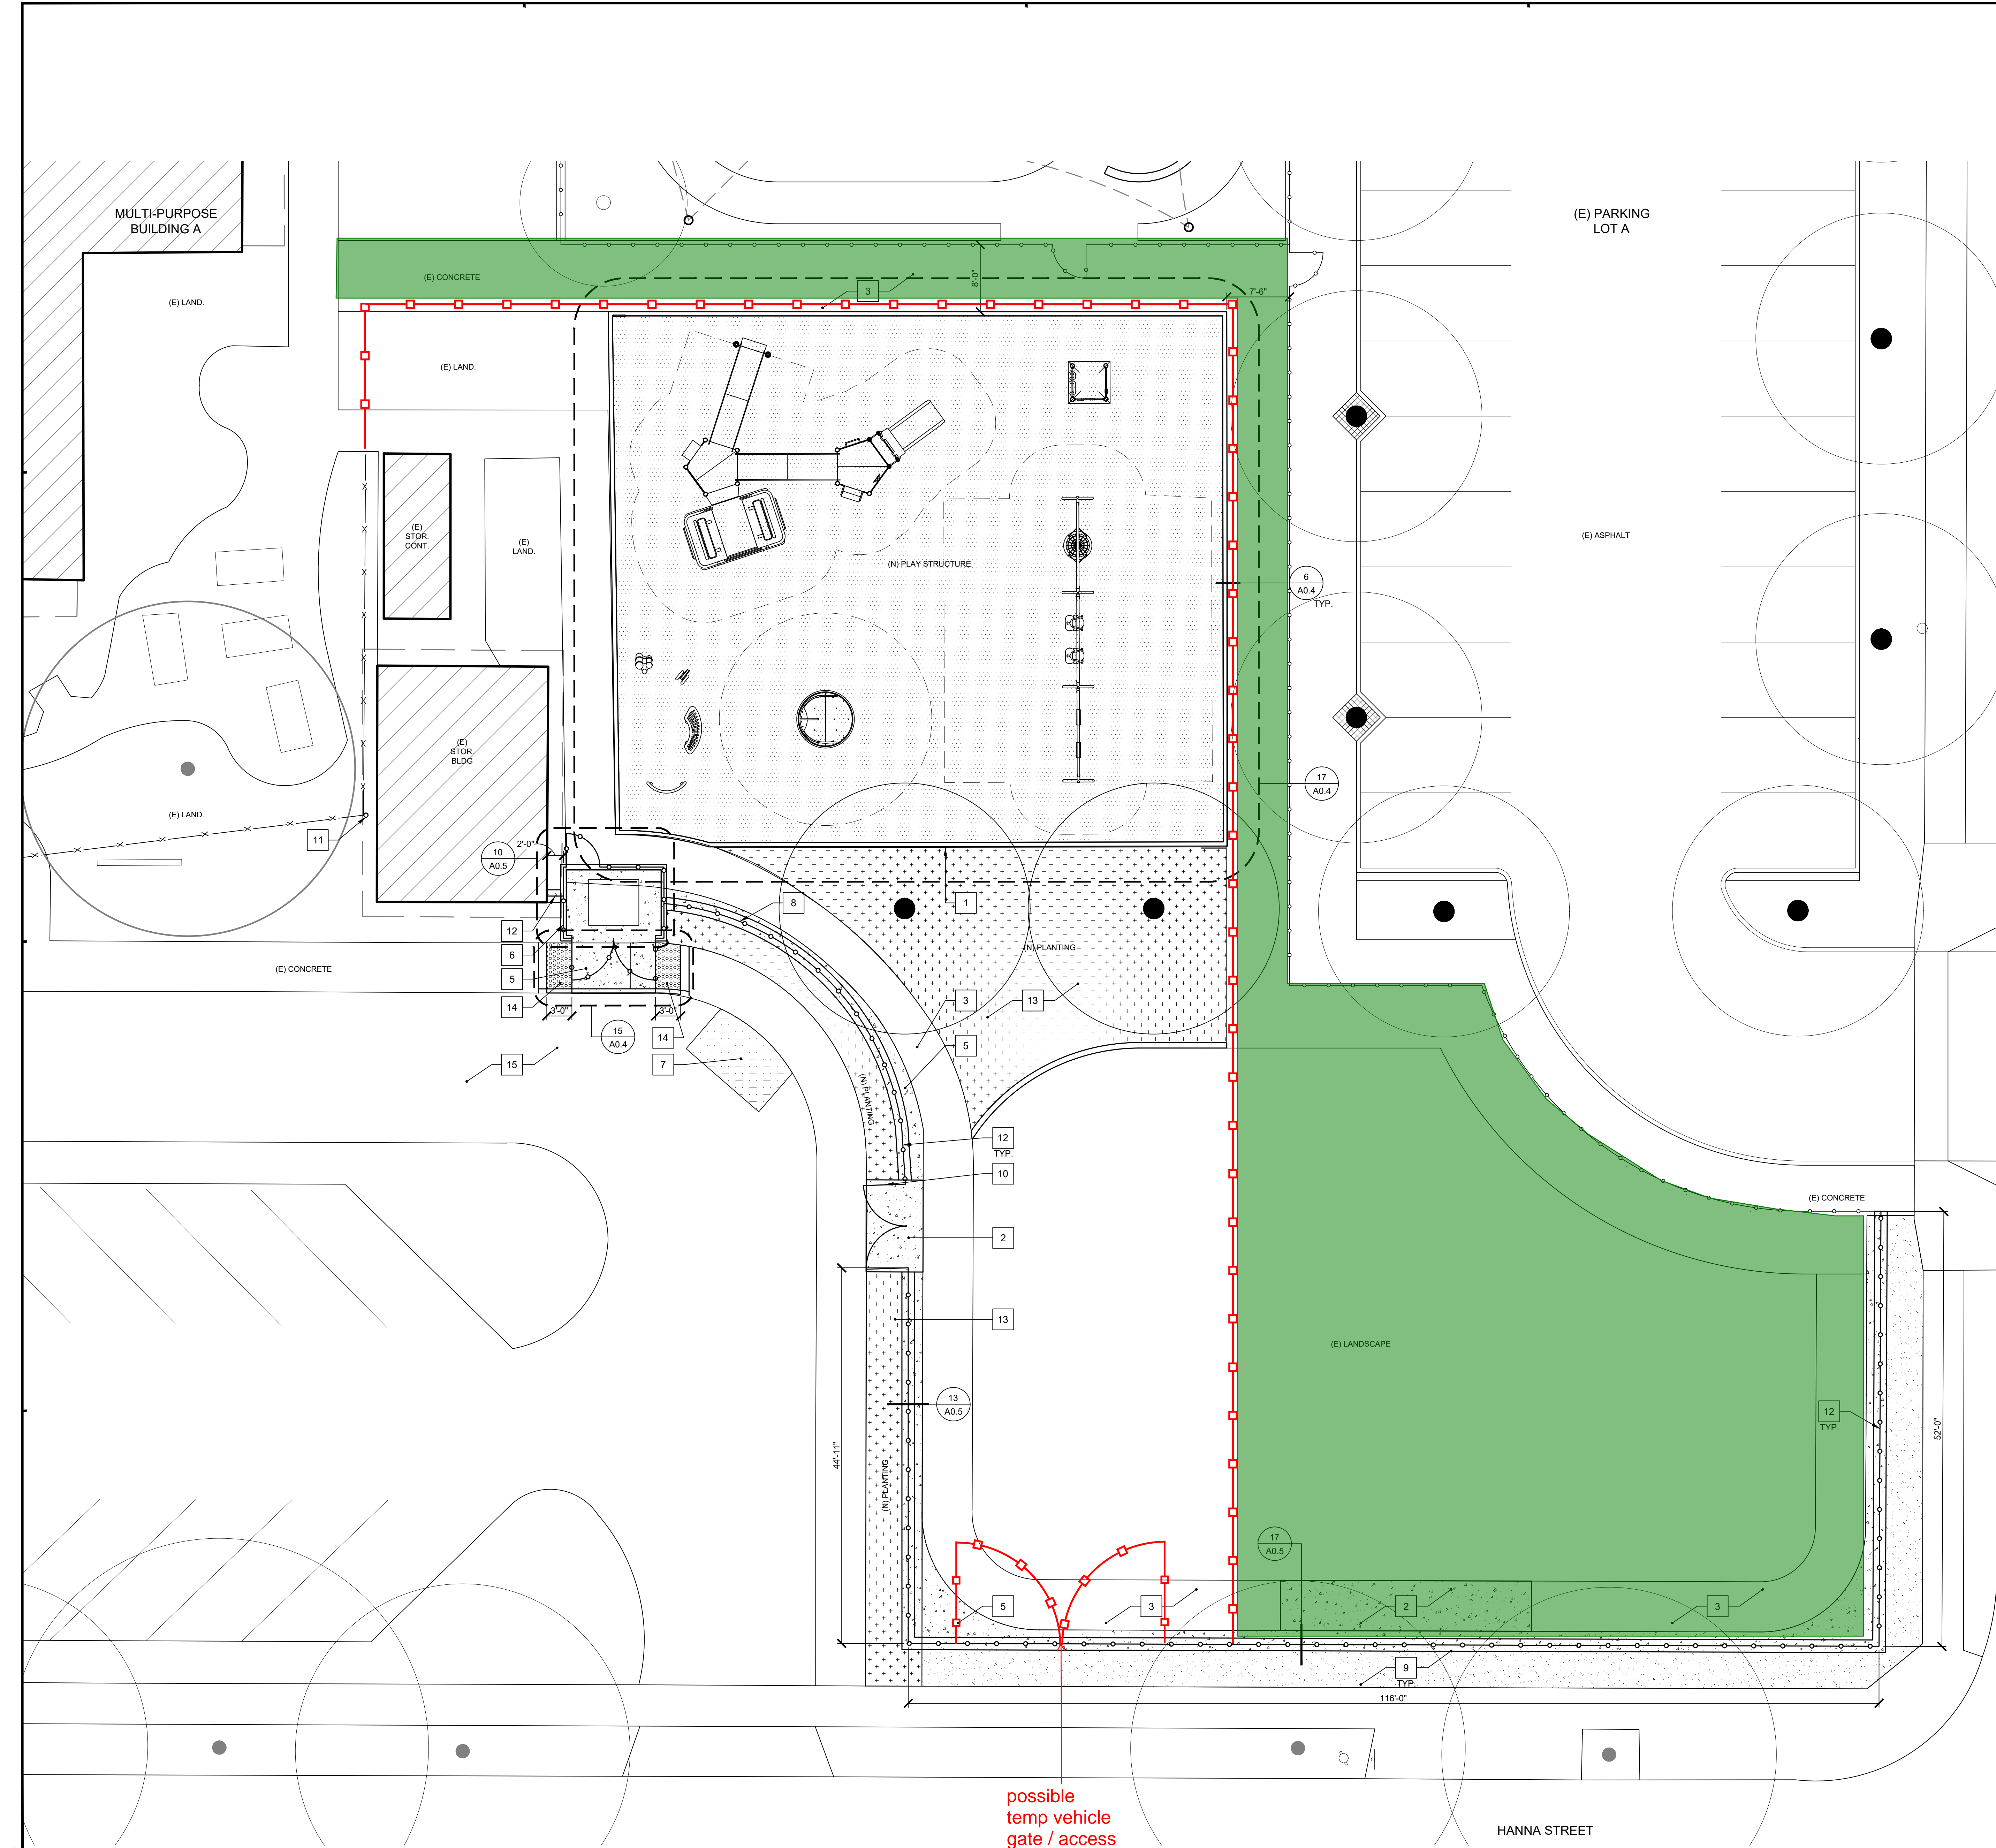 MULTI-PURPOSE
BUILDING A
(E) PARKING
LOT A
(E) CONCRETE
8'-0"
3
7'-6"
(E) LAND.
(E) LAND.
(E)
STOR.
CONT.
(E)
LAND.
(E) ASPHALT
(N) PLAY STRUCTURE
6
A0.4
TYP.
(E)
STOR.
BLDG
17
A0.4
(E) LAND.
11
10
A0.5
2'-0"
8
1
12
6
5
14
(N) PLANTING
(E) CONCRETE
3'-0"
3'-0"
3
13
15
A0.4
14
5
15
7
(N) PLANTING
12
TYP.
10
(E) CONCRETE
2
13
(E) LANDSCAPE
13
A0.5
12
TYP.
52'-0"
44'-11"
(N) PLANTING
17
A0.5
5
3
2
3
9
TYP.
116'-0"
possible
temp vehicle
gate / access
HANNA STREET